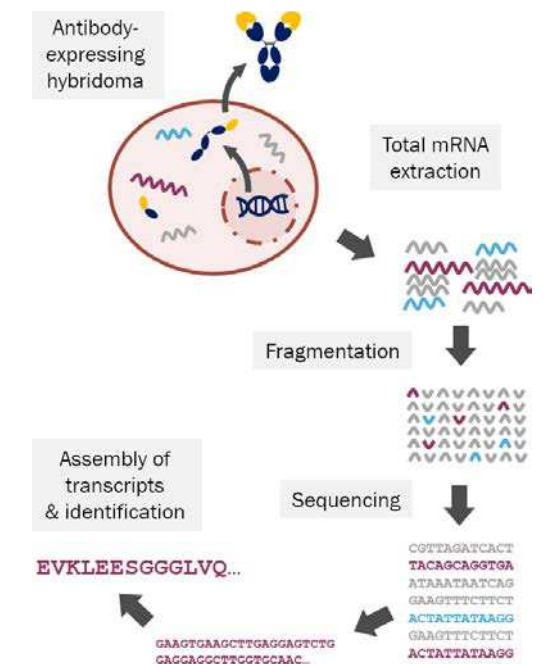 Antibody-
expressing
hybridoma
Total mRNA
extraction
Fragmentation
Sequencing
CGTTAGATCACT
TACAGCAGGTGA
ATAAATAATCAG
GAAGTTTCTTCT
ACTATTATAAGG
GAAGTTTCTTCT
ACTATTATAAGG
Assembly of
transcripts
& identification
EVKLEESGGGLVQ…
GAAGTGAAGCTTGAGGAGTCTG
GAGGAGGCTTGGTGCAAC…